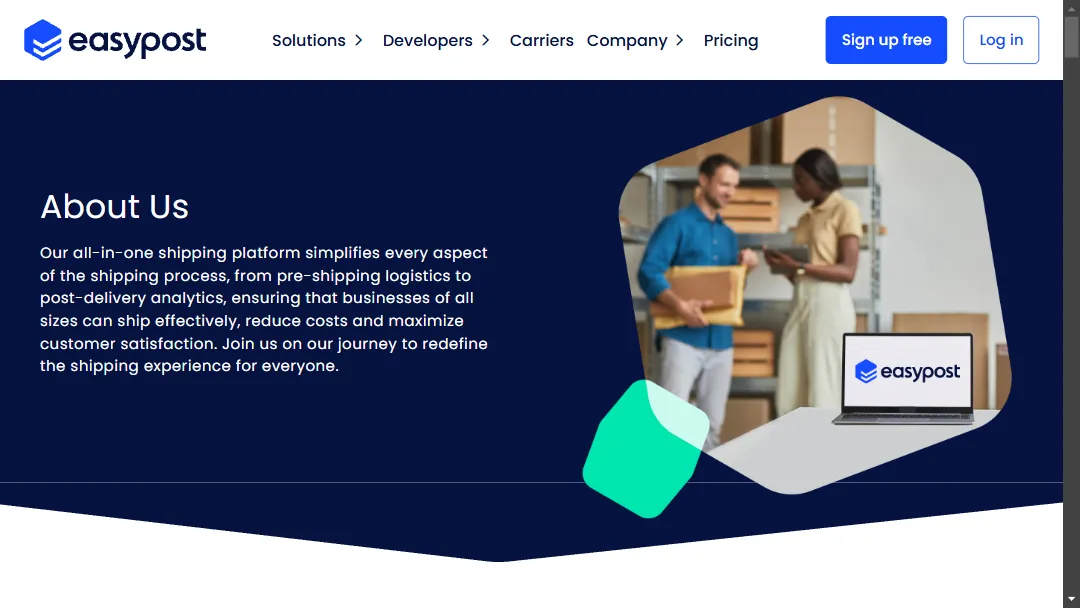 easypost
Solutions
Developers
Carriers
Company
Pricing
Sign up free
Log in
About Us
Our all-in-one shipping platform simplifies every aspect
of the shipping process, from pre-shipping logistics to
post-delivery analytics, ensuring that businesses of all
sizes can ship effectively, reduce costs and maximize
customer satisfaction. Join us on our journey to redefine
the shipping experience for everyone.
easypost